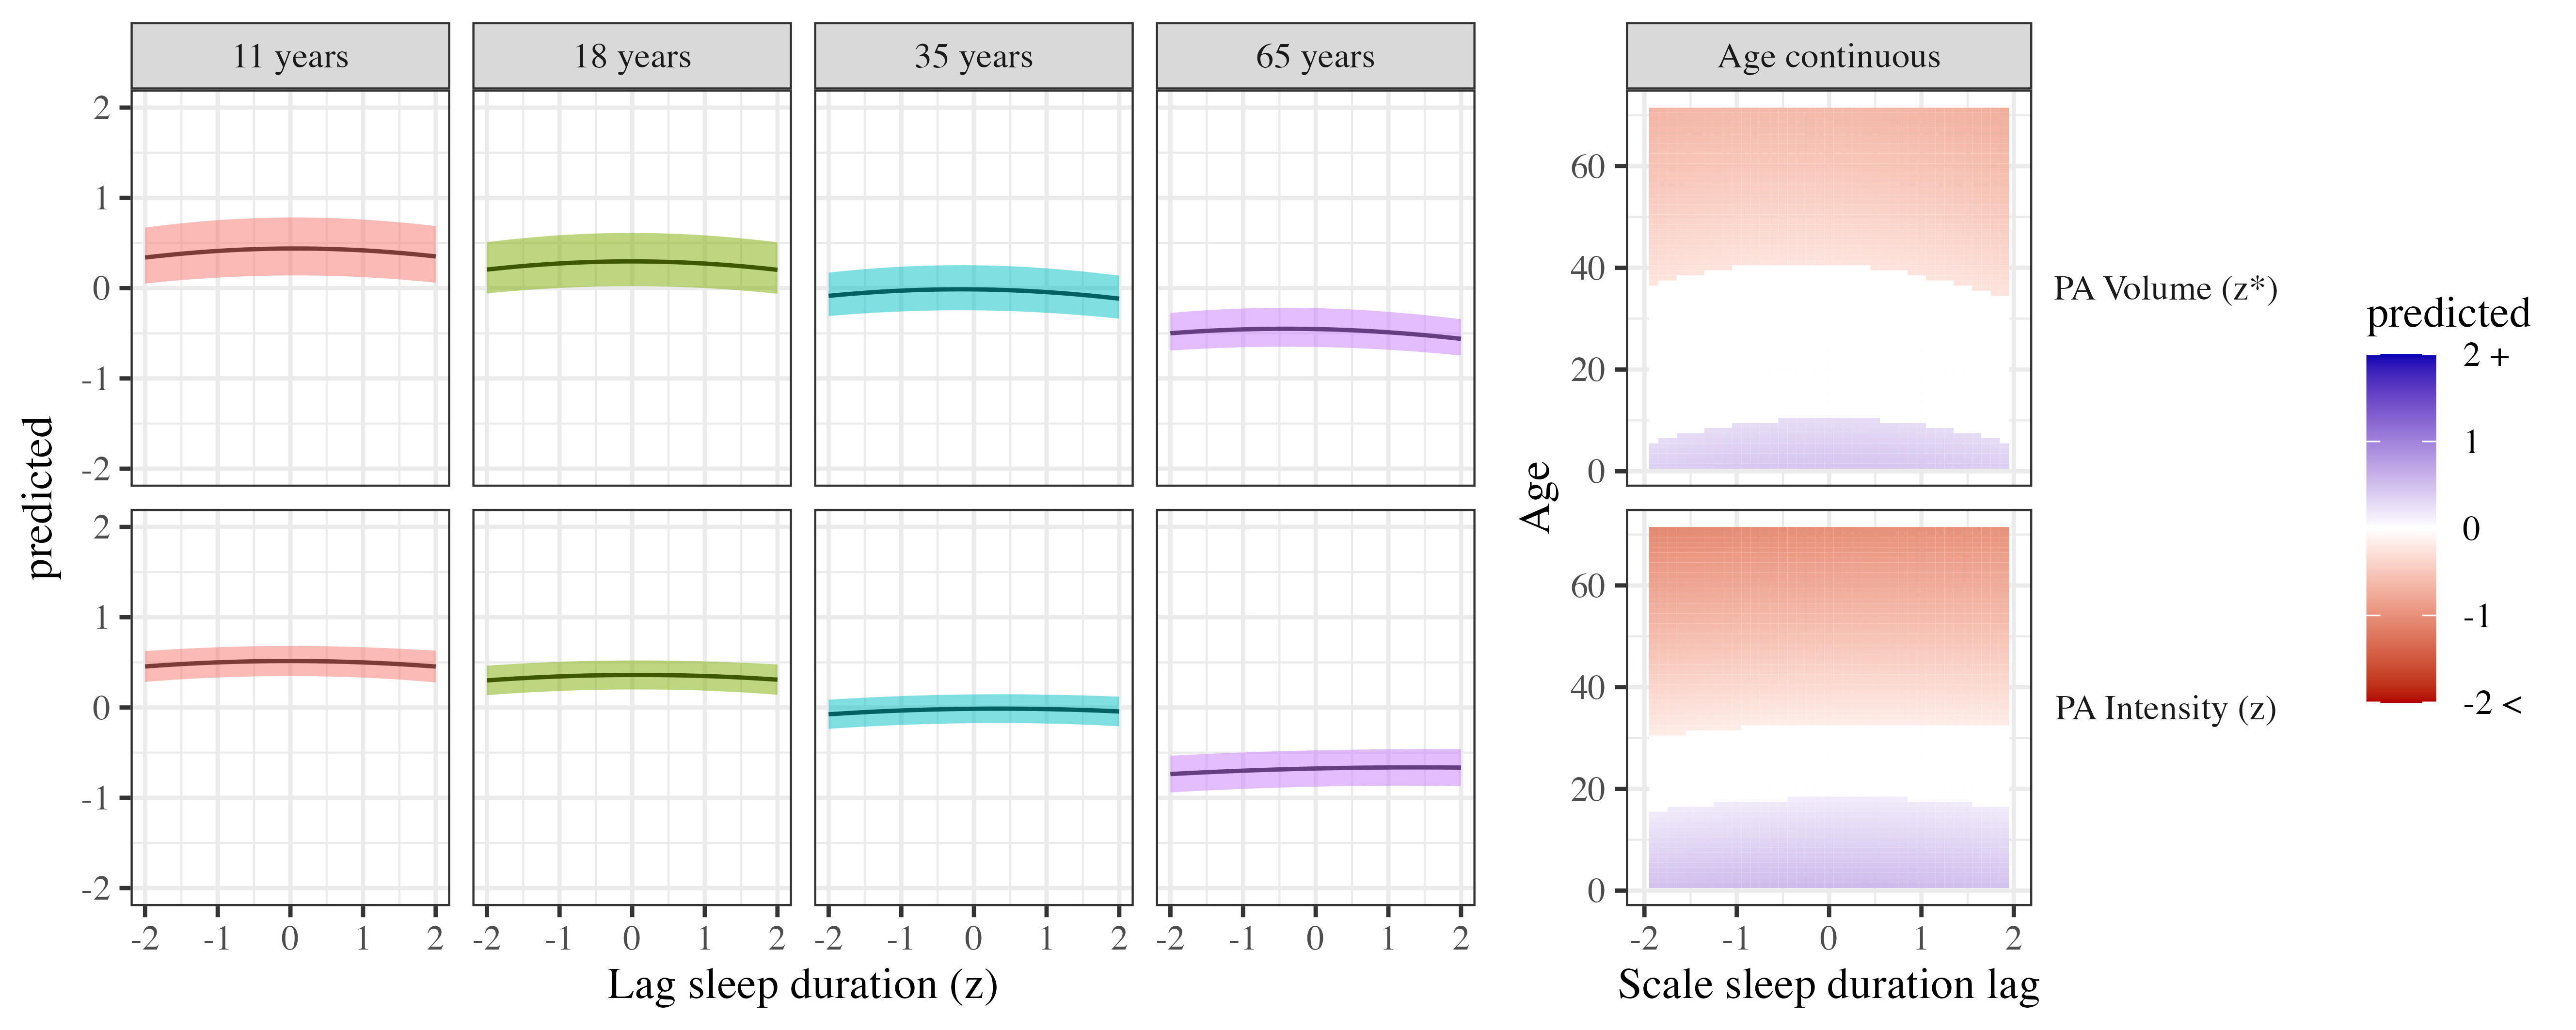 11 years
18 years
35 years
65 years
Age continuous
2
1
0
-1
-2
60
40
20
0
PA Volume (z*)
predicted
2 +
1
0
-1
-2 <
predicted
Age
2
1
0
-1
-2
60
40
20
0
PA Intensity (z)
-2 -1 0 1 2
-2 -1 0 1 2
-2 -1 0 1 2
-2 -1 0 1 2
-2 -1 0 1 2
Lag sleep duration (z)
Scale sleep duration lag